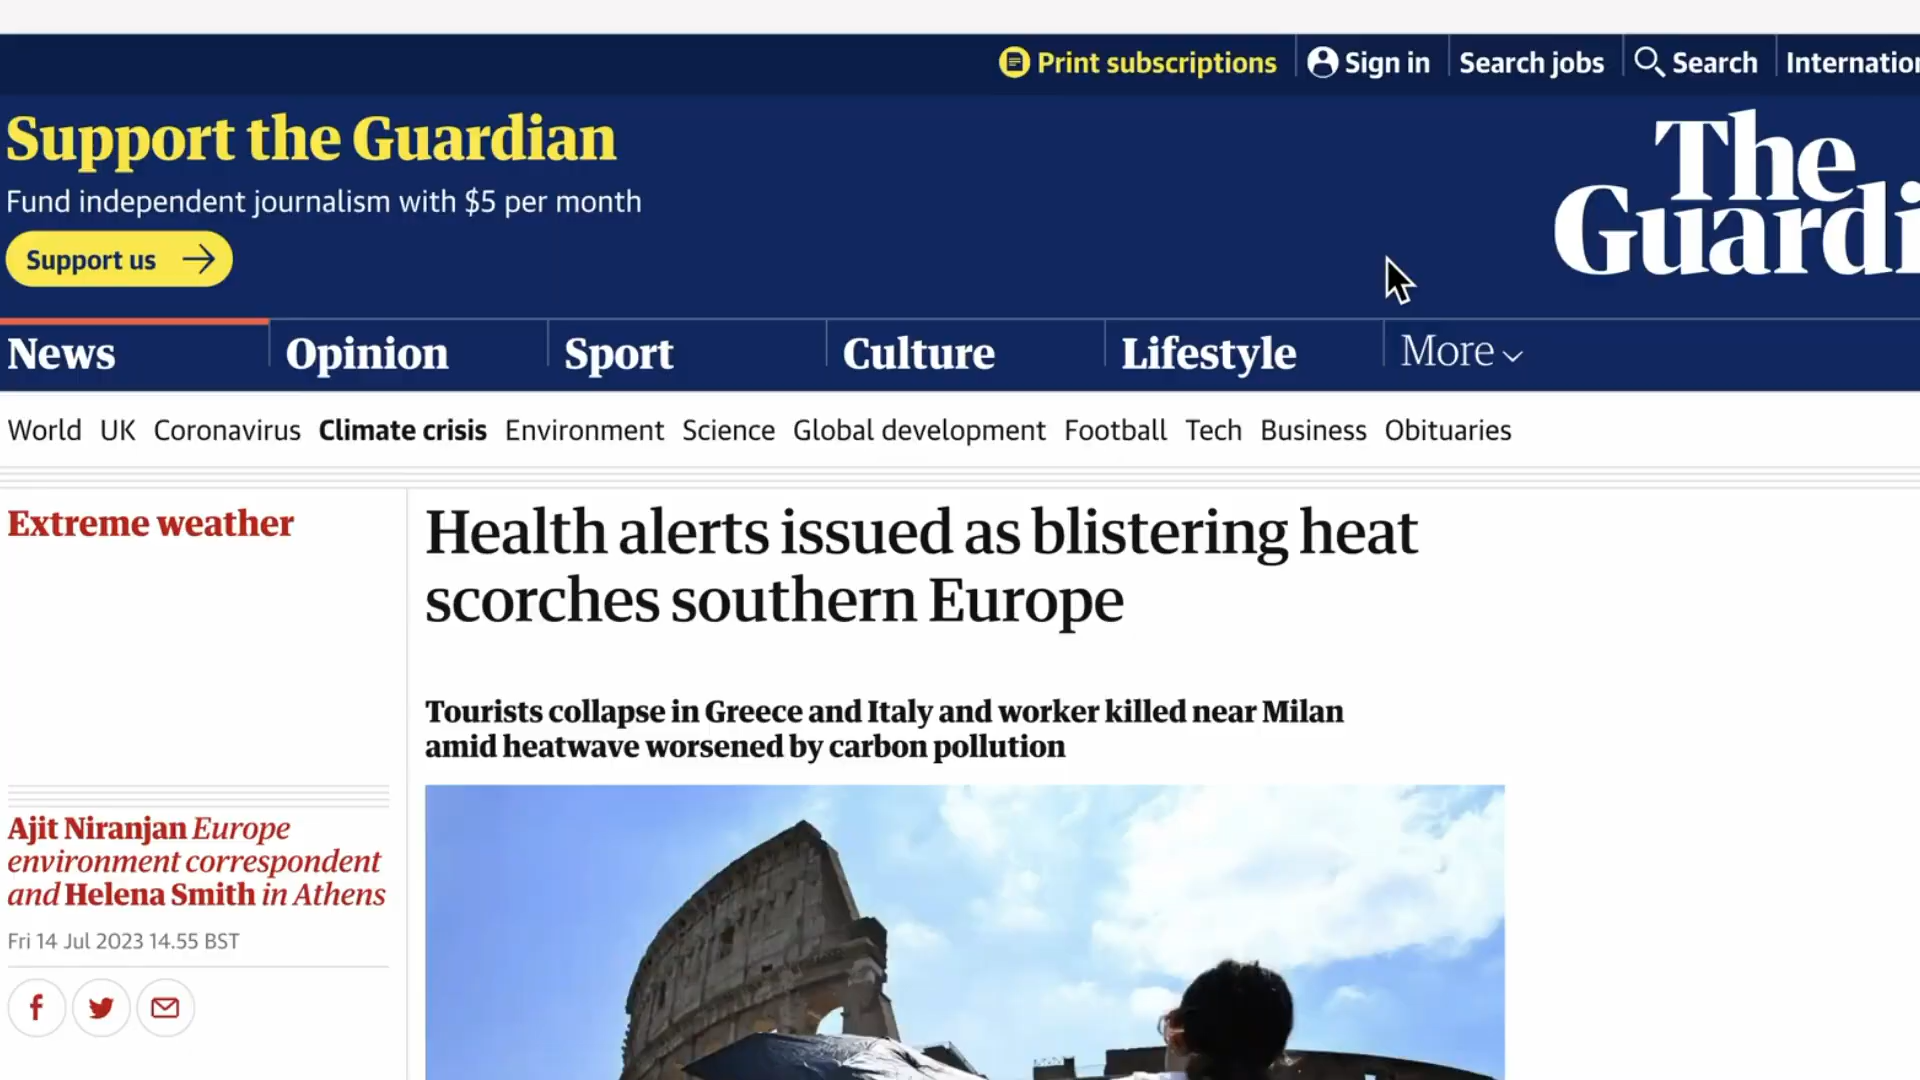 Print subscriptions
Sign in
Search jobs
Search
Support the Guardian
Fund independent journalism with $5 per month
Support us
The
News
Opinion
Sport
Culture
Lifestyle
More
World UK Coronavirus Climate crisis Environment Science Global development Football Tech Business Obituaries
Extreme weather
Health alerts issued as blistering heat
scorches southern Europe
Tourists collapse in Greece and Italy and worker killed near Milan
amid heatwave worsened by carbon pollution
Ajit Niranjan Europe
environment correspondent
and Helena Smith in Athens
Fri 14 Jul 2023 14.55 BST